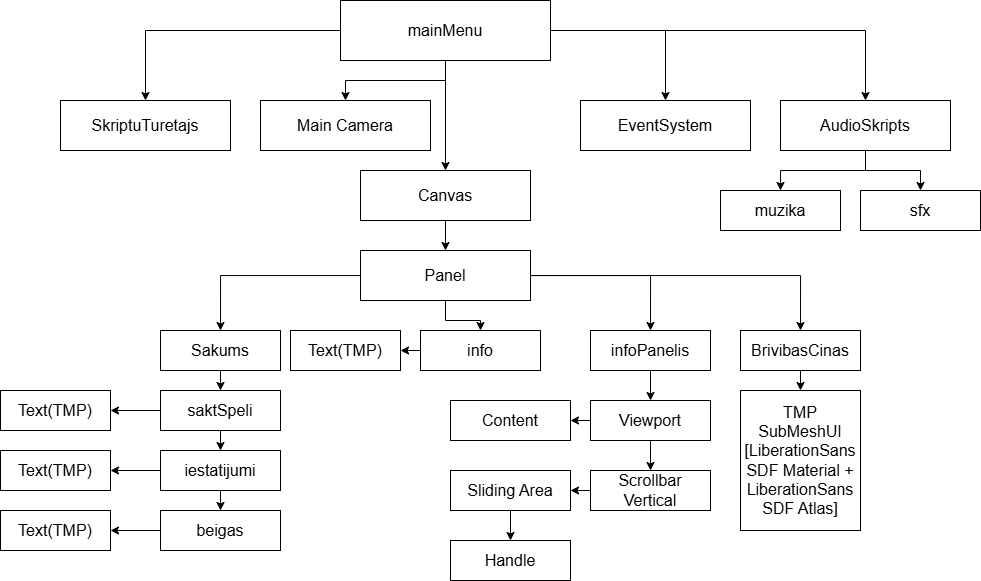 mainMenu
SkriptuTuretajs
Main Camera
EventSystem
AudioSkripts
Canvas
muzika
sfx
Panel
Sakums
Text(TMP)
info
infoPanelis
BrivibasCinas
Text(TMP)
saktSpeli
Content
Viewport
TMP
SubMeshUI
[LiberationSans
SDF Material +
LiberationSans
SDF Atlas]
Text(TMP)
iestatijumi
Sliding Area
Scrollbar
Vertical
Text(TMP)
beigas
Handle